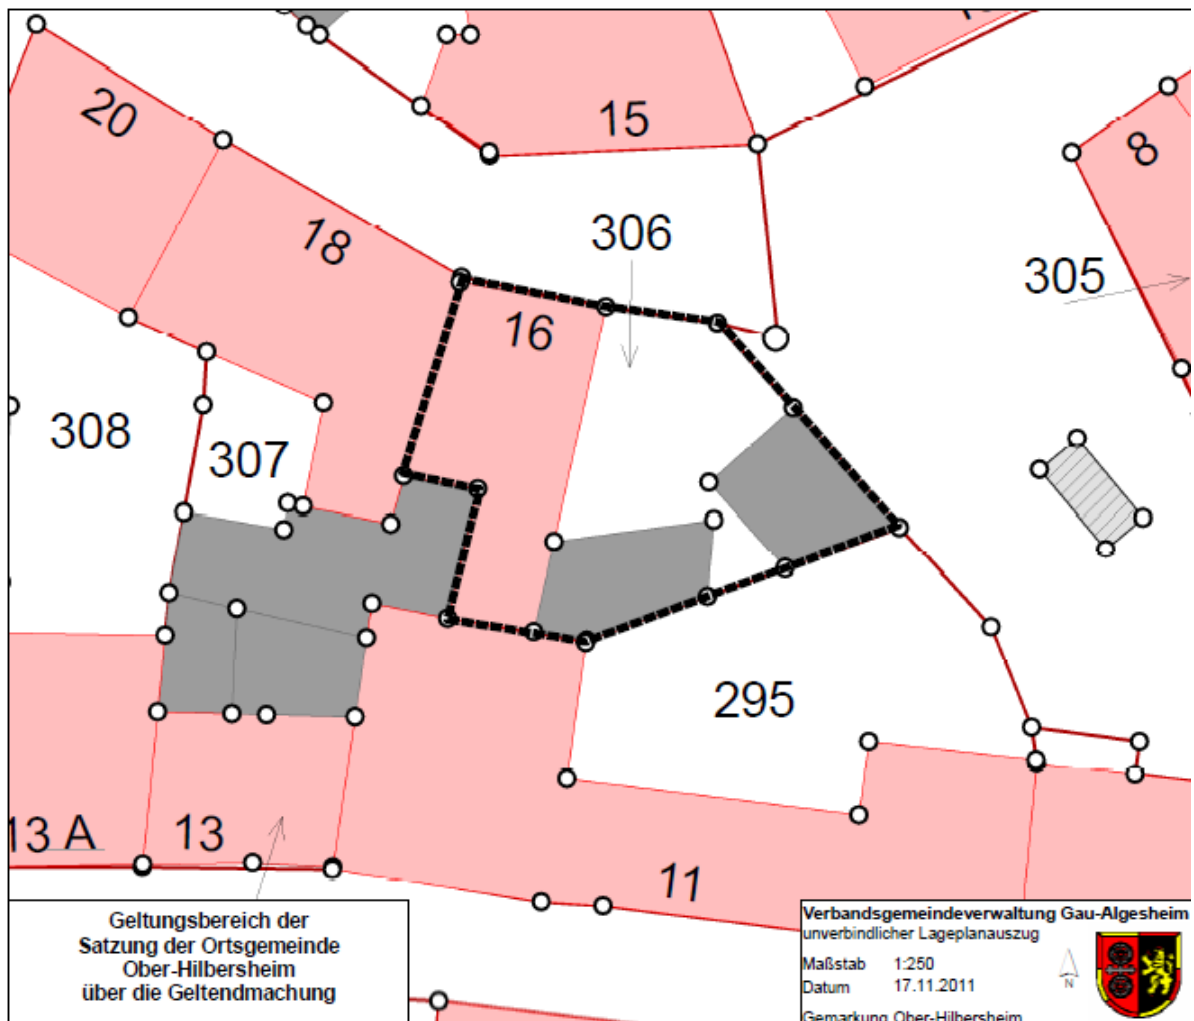 20
15
8
18
306
305
16
308
307
295
13 A
13
11
Geltungsbereich der
Satzung der Ortsgemeinde
Ober-Hilbersheim
über die Geltendmachung
Verbandsgemeindeverwaltung Gau-Algesheim
unverbindlicher Lageplanauszug
Maßstab 1:250
Datum 17.11.2011
N
Gemarkung Ober-Hilbersheim